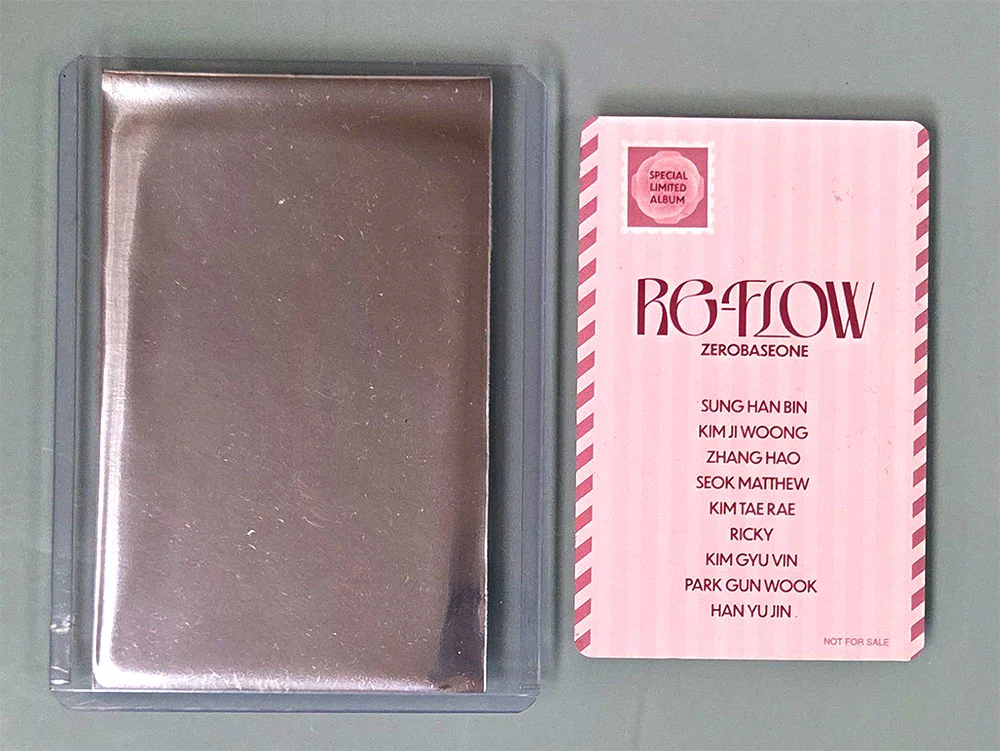 SPECIAL
LIMITED
ALBUM
RE-FLOW
ZEROBASEONE
SUNG HAN BIN
KIM JI WOONG
ZHANG HAO
SEOK MATTHEW
KIM TAE RAE
RICKY
KIM GYU VIN
PARK GUN WOOK
HAN YU JIN
NOT FOR SALE